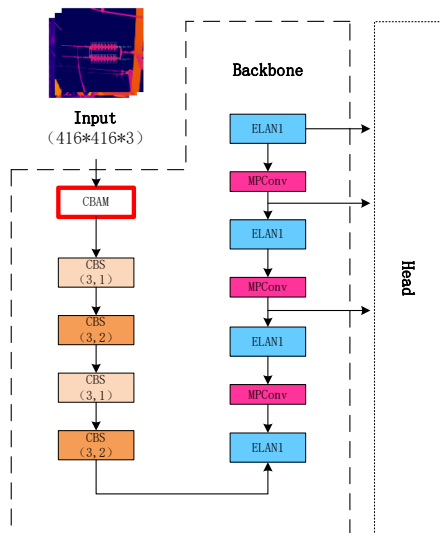 Input
(416*416*3)
CBAM
CBS
(3,1)
CBS
(3,2)
CBS
(3,1)
CBS
(3,2)
Backbone
ELAN1
MPConv
ELAN1
MPConv
ELAN1
MPConv
ELAN1
Head